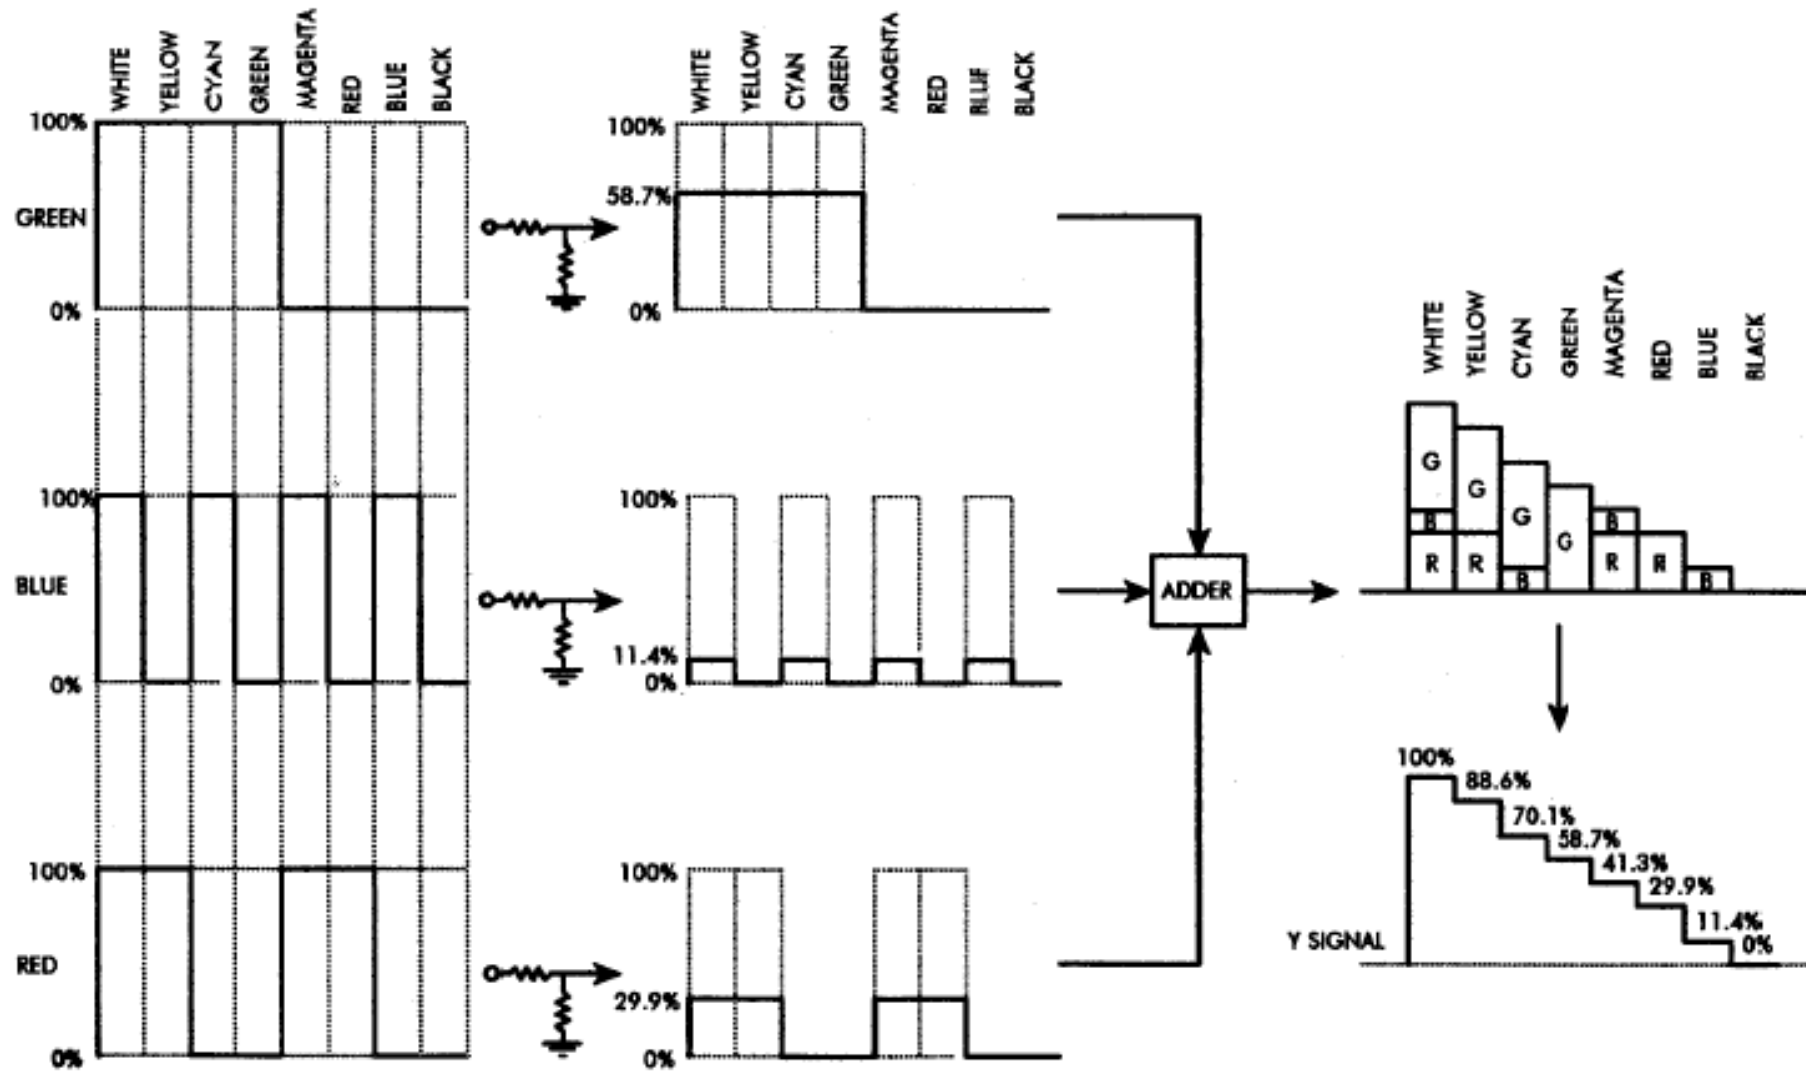 WHITE YELLOW CYAN GREEN MAGENTA RED BLUE BLACK
100%
GREEN
0%
100%
BLUE
0%
100%
RED
0%
WHITE YELLOW CYAN GREEN MAGENTA RED BLUE BLACK
100%
58.7%
0%
100%
11.4%
0%
100%
29.9%
0%
ADDER
WHITE YELLOW CYAN GREEN MAGENTA RED BLUE BLACK
G
G
G
G
B
B
R
R
B
R
R
B
100%
88.6%
70.1%
58.7%
41.3%
29.9%
11.4%
0%
Y SIGNAL